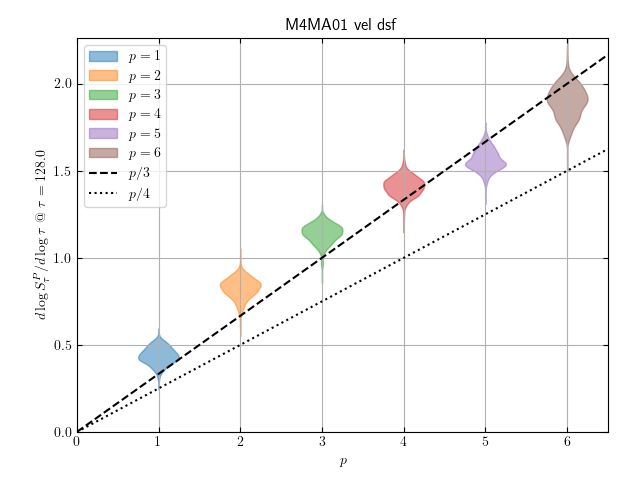 M4MA01 vel dsf
p = 1
p = 2
p = 3
p = 4
p = 5
p = 6
p/3
p/4
d log S_τ^P / d log τ @ τ = 128.0
2.0
1.5
1.0
0.5
0.0
0 1 2 3 4 5 6
p